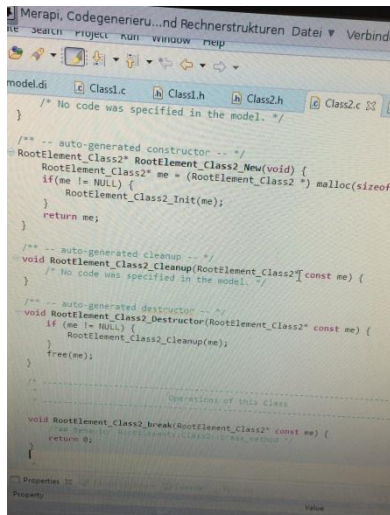 Merapi, Codegenerieru...nd Rechnerstrukturen Datei ▼ Verbind
Search Project Run Window Help
model.di Class1.c Class1.h Class2.h Class2.c
/* No code was specified in the model. */
}
/** -- auto-generated constructor -- */
RootElement_Class2* RootElement_Class2_New(void) {
RootElement_Class2* me = (RootElement_Class2 *) malloc(sizeof
if(me != NULL) {
RootElement_Class2_Init(me);
}
return me;
}
/** -- auto-generated cleanup -- */
void RootElement_Class2_Cleanup(RootElement_Class2* const me) {
/* No code was specified in the model. */
}
/** -- auto-generated destructor -- */
void RootElement_Class2_Destructor(RootElement_Class2* const me) {
if (me != NULL) {
RootElement_Class2_Cleanup(me);
}
free(me);
}
/* ----------------------------------------
Operations of this Class
void RootElement_Class2_break(RootElement_Class2* const me) {
return 0;
}
Properties
Property Value